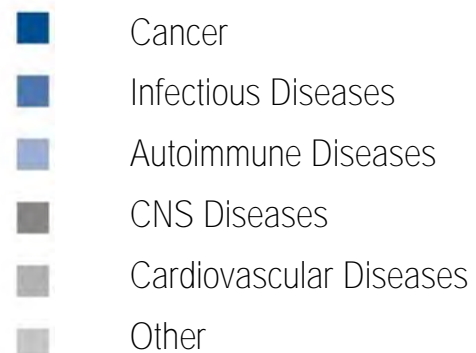 Cancer
Infectious Diseases
Autoimmune Diseases
CNS Diseases
Cardiovascular Diseases
Other